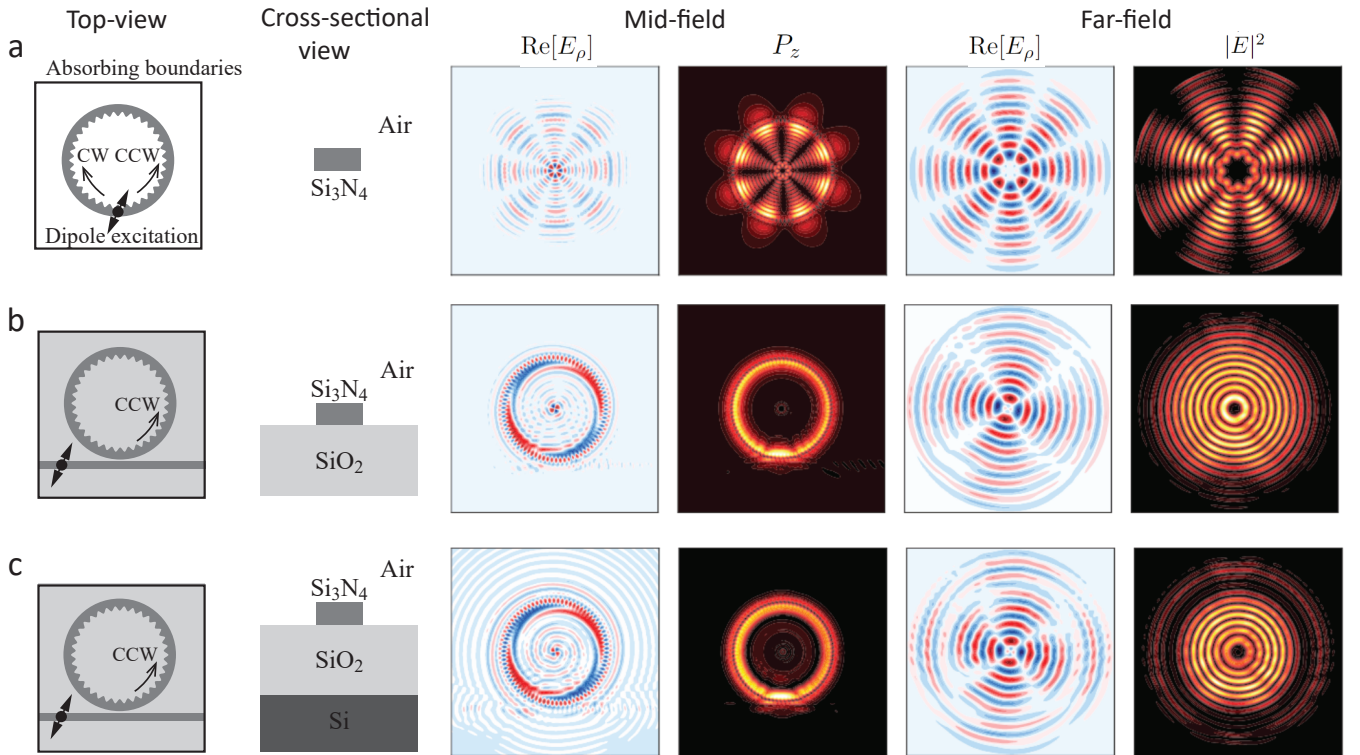 Top-view
Cross-sectional
view
Mid-field
Far-field
Re[E_ρ]
P_z
Re[E_ρ]
|E|²
a
Absorbing boundaries
CW CCW
Dipole excitation
Air
Si₃N₄
b
CCW
Air
Si₃N₄
SiO₂
c
CCW
Air
Si₃N₄
SiO₂
Si